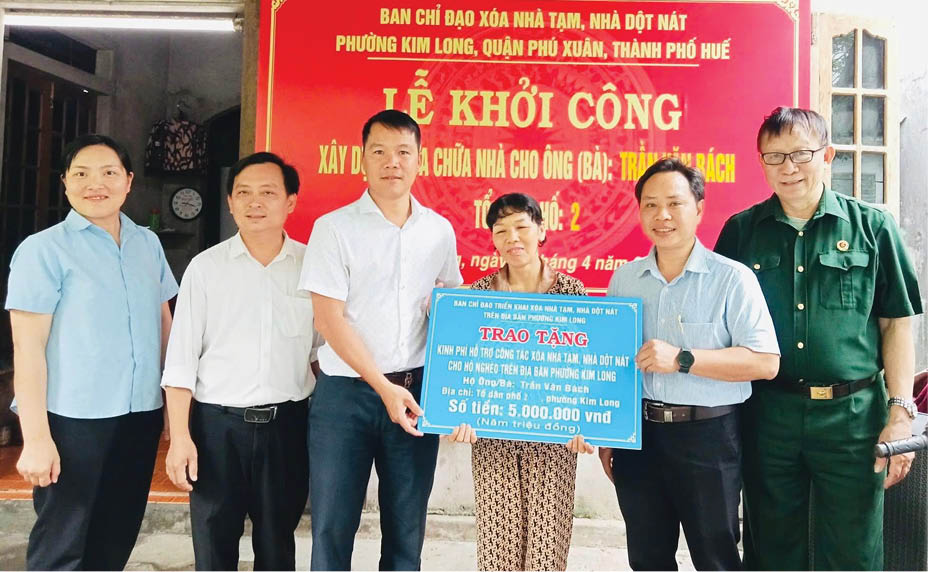 BAN CHỈ ĐẠO XÓA NHÀ TẠM, NHÀ DỘT NÁT
PHƯỜNG KIM LONG, QUẬN PHÚ XUÂN, THÀNH PHỐ HUẾ
LỄ KHỞI CÔNG
XÂY CHỮA NHÀ CHO ÔNG (BÀ): TRẦN VĂN BÁCH
TỔ PHỐ: 2
ngày THÁNG 4
BAN CHỈ ĐẠO TRIỂN KHAI XÓA NHÀ TẠM, NHÀ DỘT NÁT
TRÊN ĐỊA BÀN PHƯỜNG KIM LONG
TRAO TẶNG
KINH PHÍ HỖ TRỢ CÔNG TÁC XÓA NHÀ TẠM, NHÀ DỘT NÁT
CHO HỘ NGHÈO TRÊN ĐỊA BÀN PHƯỜNG KIM LONG
Hộ Ông/Bà: Trần Văn Bách
Địa chỉ: Tổ dân phố 2 phường Kim Long
Số tiền: 5.000.000 vnđ
(Năm triệu đồng)